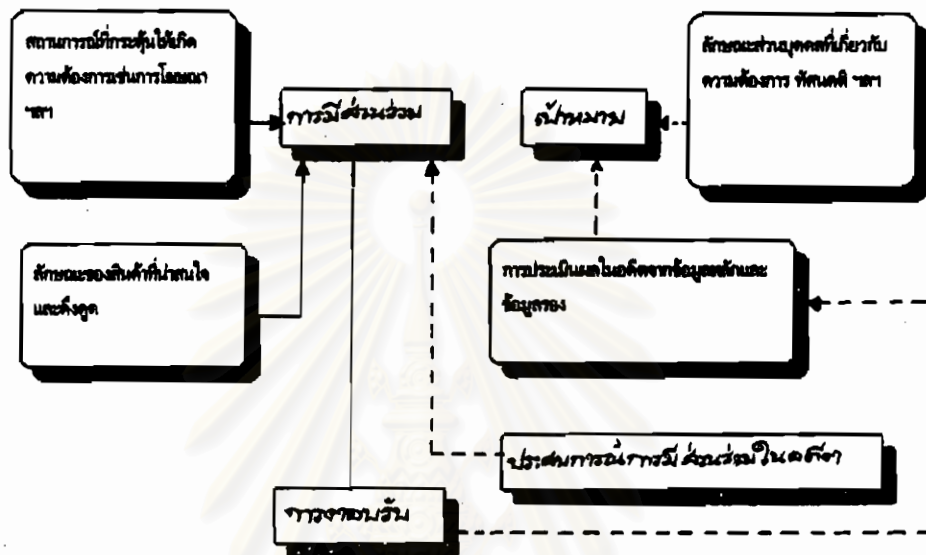 สถานการณ์ที่กระตุ้นให้เกิด
ความต้องการเช่นการโฆษณา
ฯลฯ
ลักษณะส่วนบุคคลที่เกี่ยวกับ
ความต้องการ ทัศนคติ ฯลฯ
การมีส่วนร่วม
เป้าหมาย
ลักษณะของสินค้าที่น่าสนใจ
และดึงดูด
การประเมินผลในอดีตจากข้อมูลหลักและ
ข้อมูลรอง
ประสบการณ์การมีส่วนร่วมในอดีต